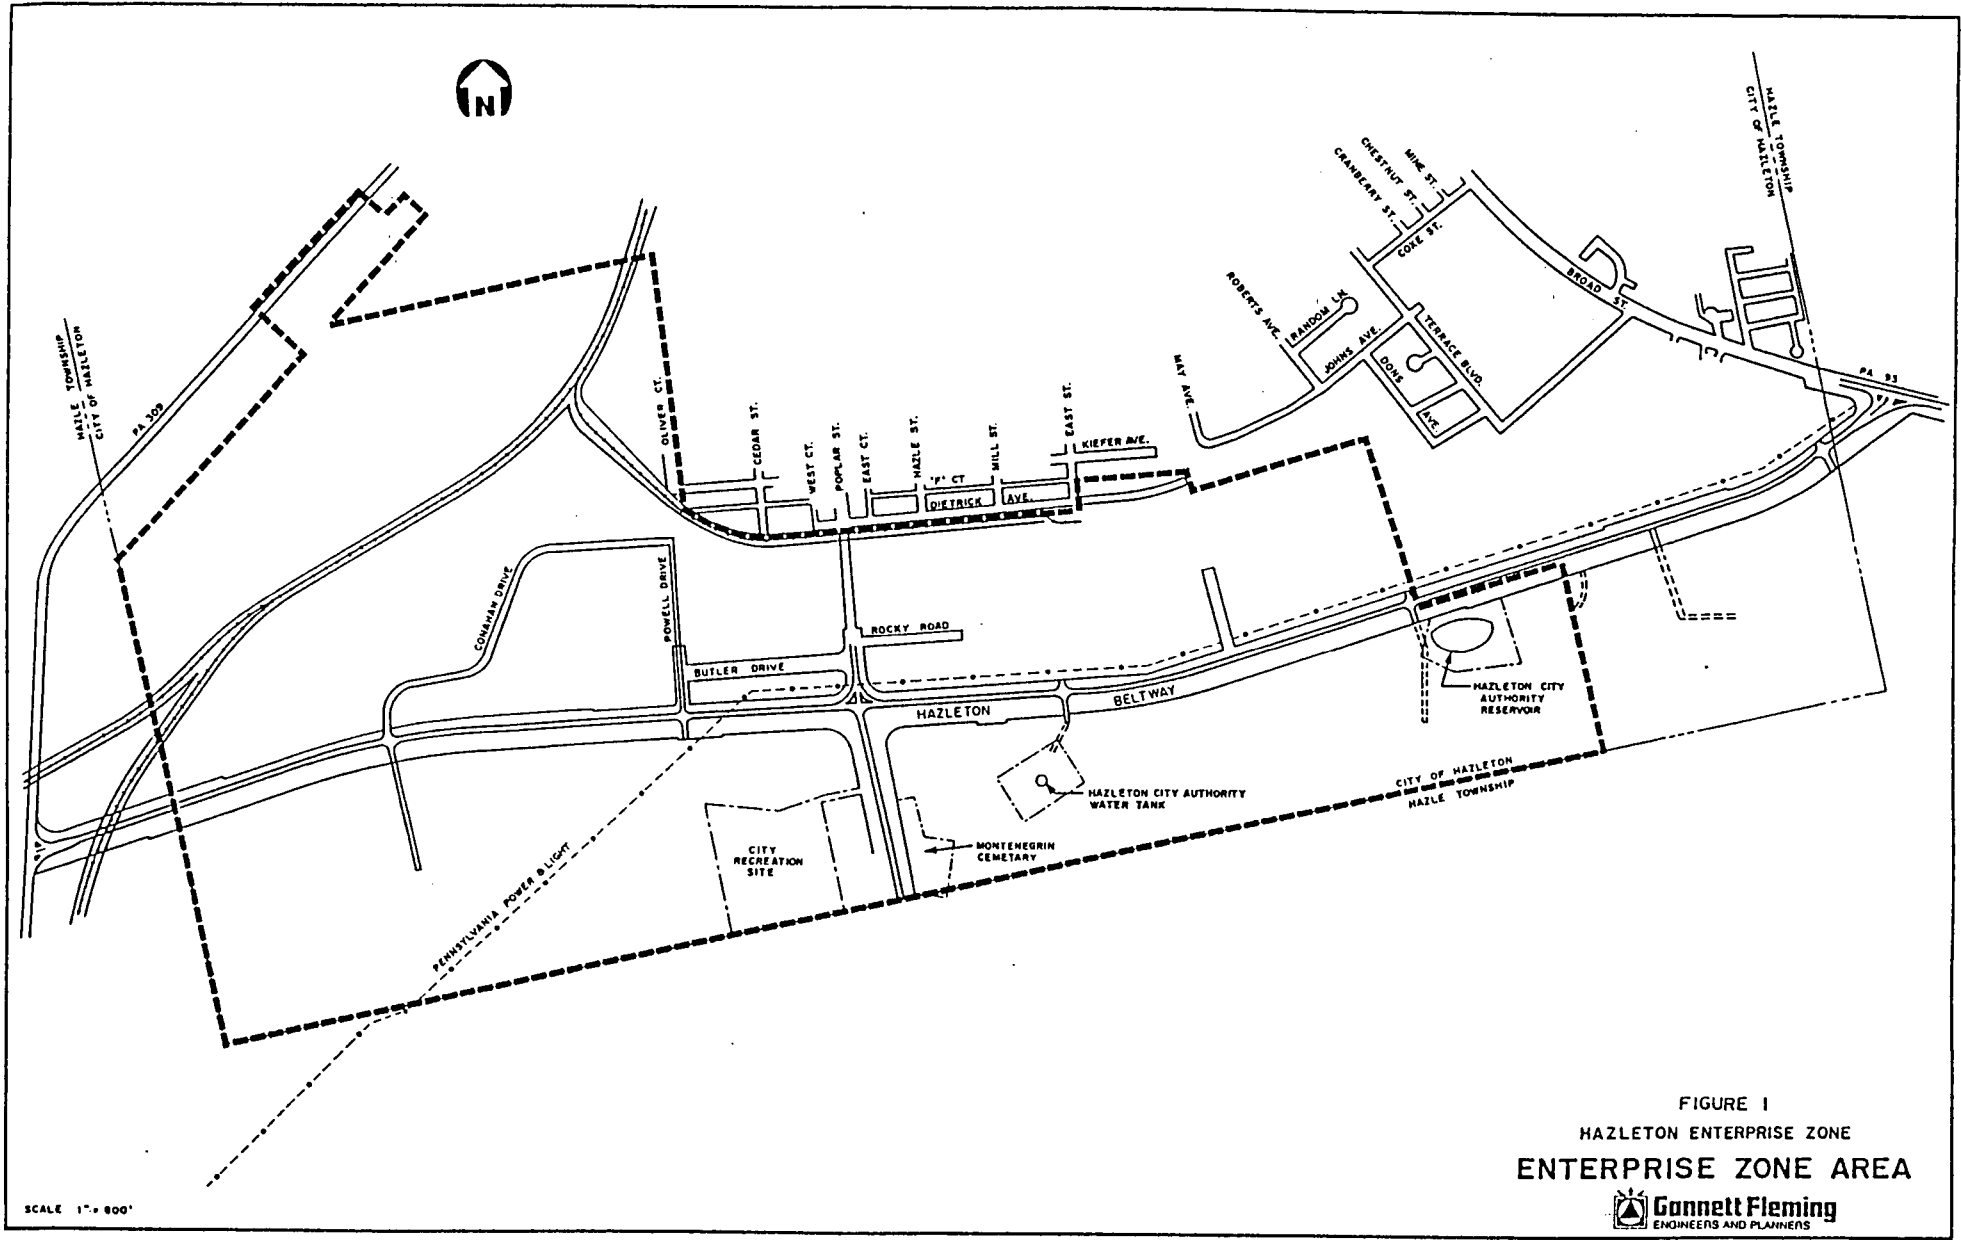 N
HAZLE TOWNSHIP
CITY OF HAZLETON
MINE ST.
CHESTNUT ST.
CRANBERRY ST.
COXE ST.
BROAD ST.
ROBERTS AVE.
RANDOM LN.
JOHNS AVE.
TERRACE BLVD.
DONS AVE.
MAY AVE.
PA 93
HAZLE TOWNSHIP
CITY OF HAZLETON
PA 309
OLIVER CT.
CEDAR ST.
WEST CT.
POPLAR ST.
EAST CT.
HAZLE ST.
MILL ST.
EAST ST.
KIEFER AVE.
"F" CT
DIETRICK AVE.
CONAHAN DRIVE
POWELL DRIVE
ROCKY ROAD
BUTLER DRIVE
HAZLETON BELTWAY
HAZLETON CITY
AUTHORITY
RESERVOIR
CITY OF HAZLETON
HAZLE TOWNSHIP
HAZLETON CITY AUTHORITY
WATER TANK
MONTENEGRIN
CEMETARY
CITY
RECREATION
SITE
PENNSYLVANIA POWER & LIGHT
FIGURE 1
HAZLETON ENTERPRISE ZONE
ENTERPRISE ZONE AREA
Gannett Fleming
ENGINEERS AND PLANNERS
SCALE 1"= 800'